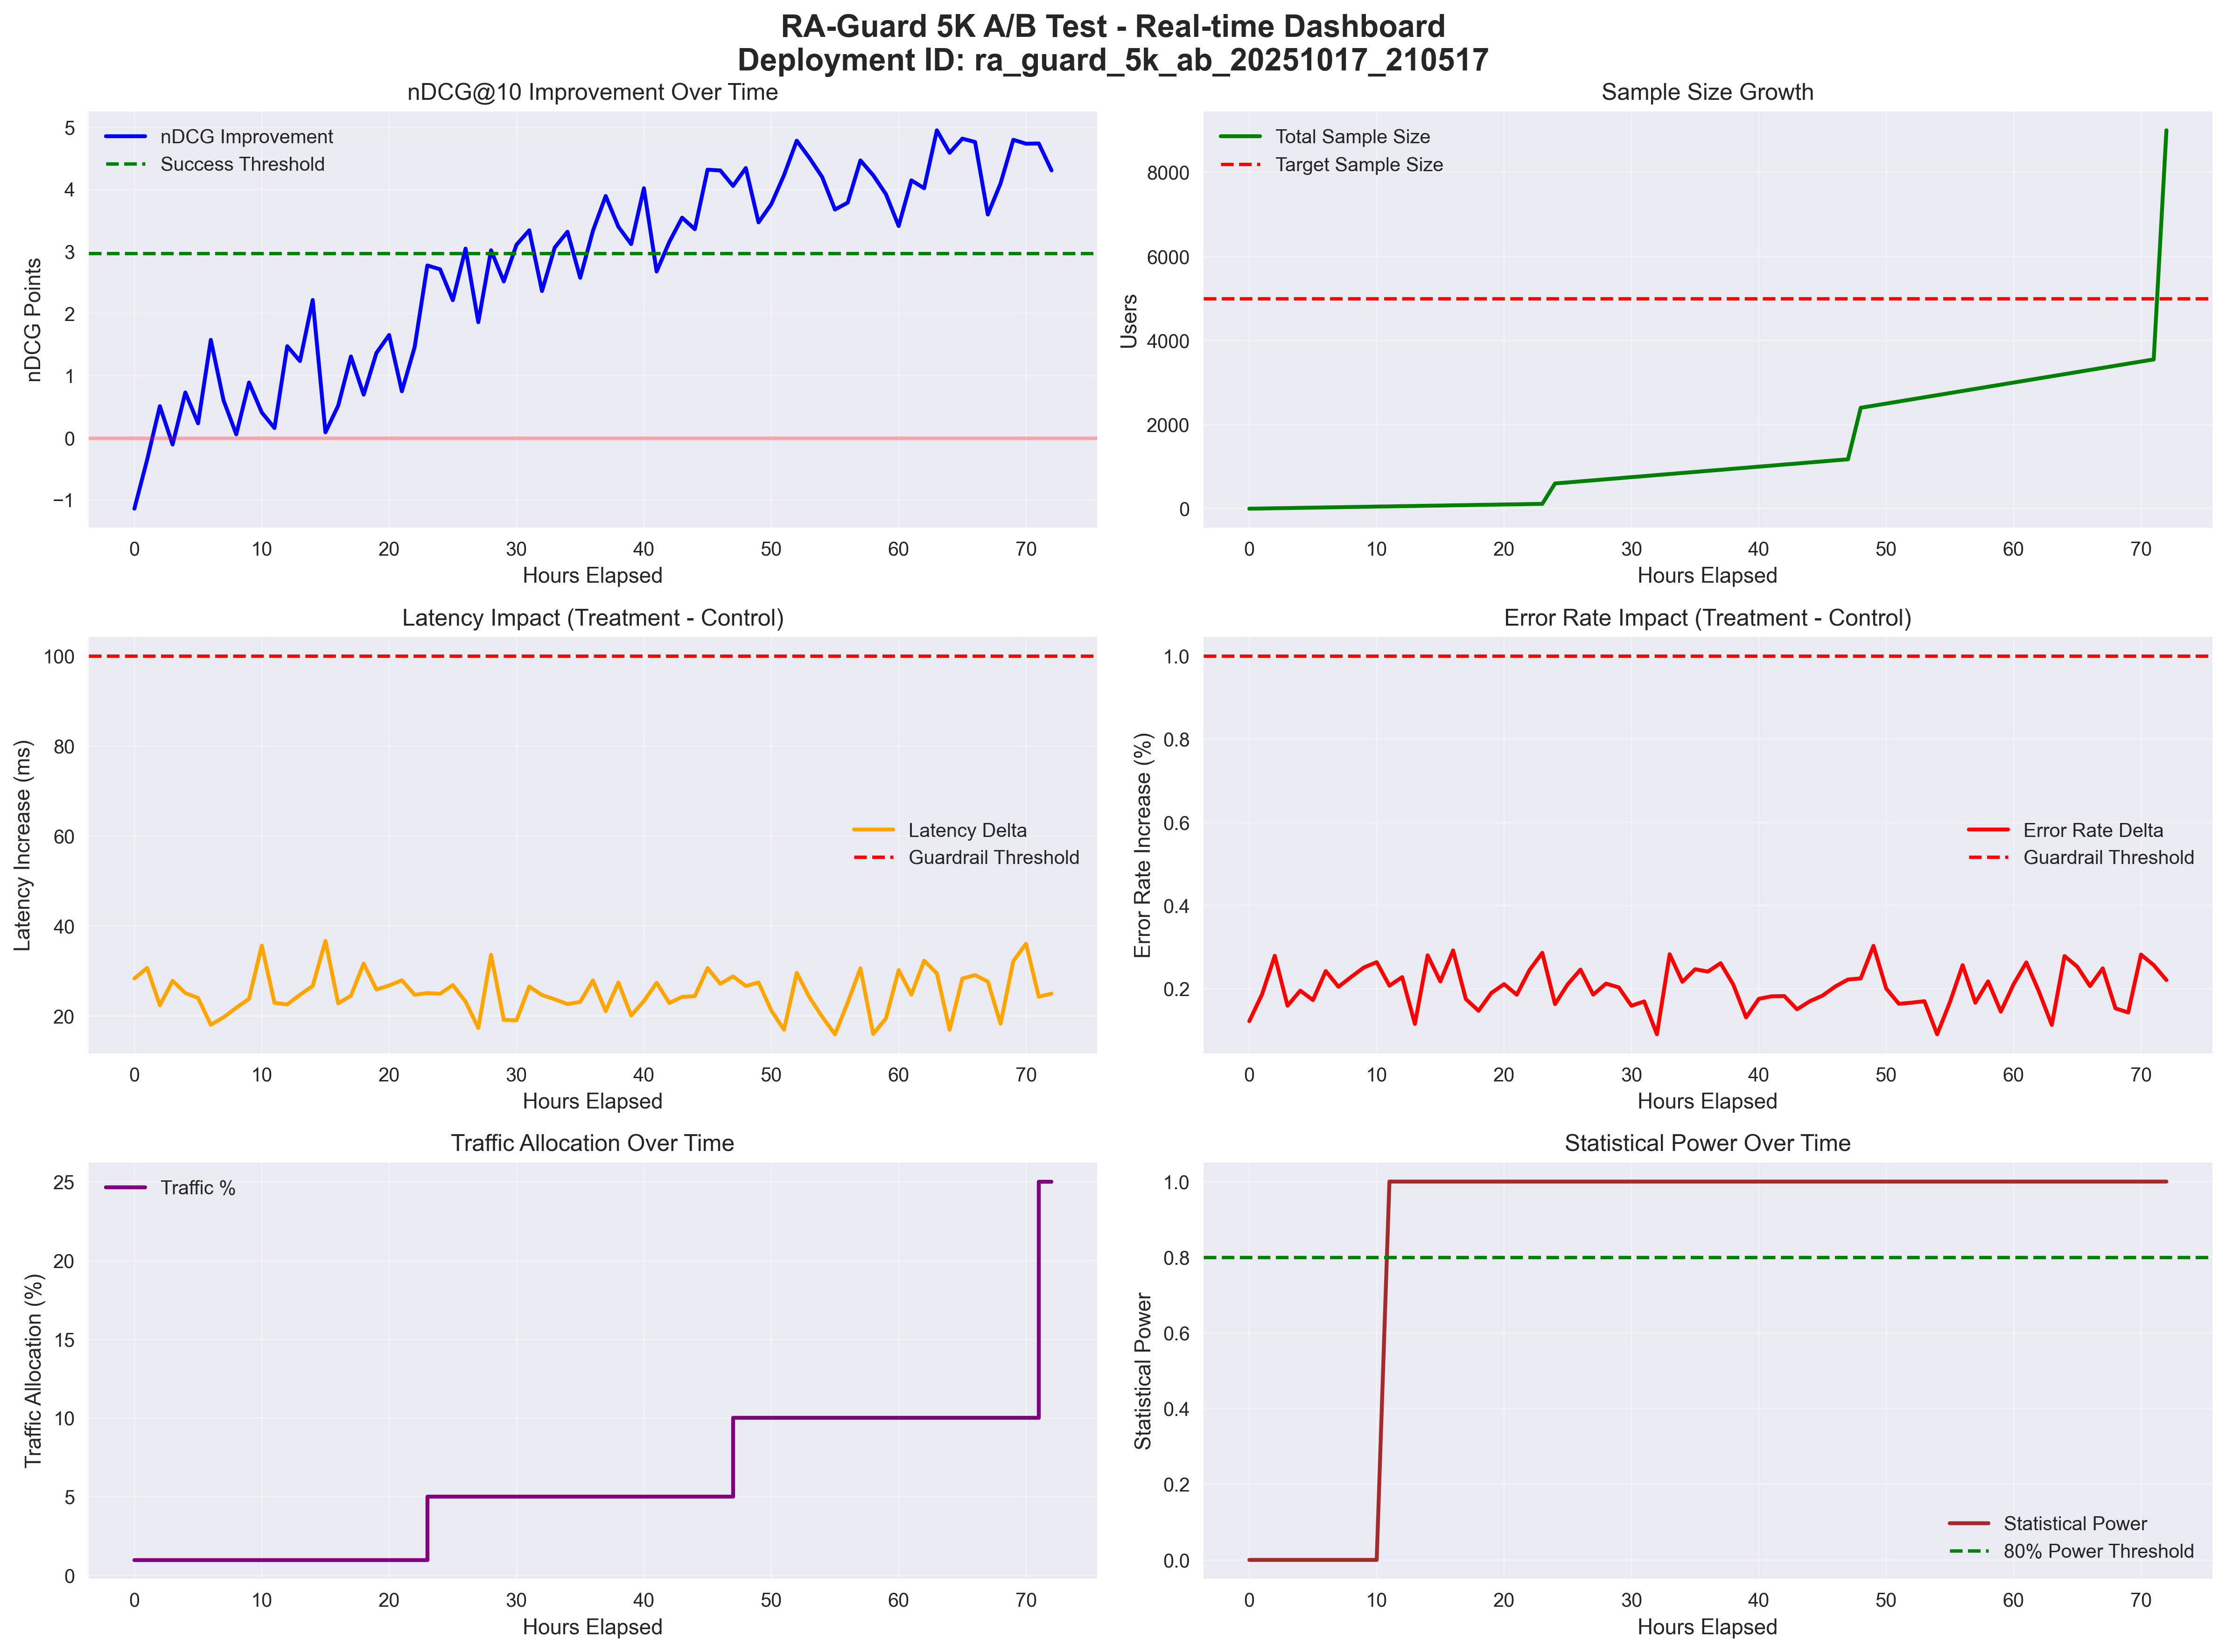 RA-Guard 5K A/B Test - Real-time Dashboard
Deployment ID: ra_guard_5k_ab_20251017_210517
nDCG@10 Improvement Over Time
nDCG Improvement
Success Threshold
nDCG Points
5
4
3
2
1
0
−1
0 10 20 30 40 50 60 70
Hours Elapsed
Sample Size Growth
Total Sample Size
Target Sample Size
Users
8000
6000
4000
2000
0
0 10 20 30 40 50 60 70
Hours Elapsed
Latency Impact (Treatment - Control)
Latency Delta
Guardrail Threshold
Latency Increase (ms)
100
80
60
40
20
0 10 20 30 40 50 60 70
Hours Elapsed
Error Rate Impact (Treatment - Control)
Error Rate Delta
Guardrail Threshold
Error Rate Increase (%)
1.0
0.8
0.6
0.4
0.2
0 10 20 30 40 50 60 70
Hours Elapsed
Traffic Allocation Over Time
Traffic %
Traffic Allocation (%)
25
20
15
10
5
0
0 10 20 30 40 50 60 70
Hours Elapsed
Statistical Power Over Time
Statistical Power
80% Power Threshold
Statistical Power
1.0
0.8
0.6
0.4
0.2
0.0
0 10 20 30 40 50 60 70
Hours Elapsed